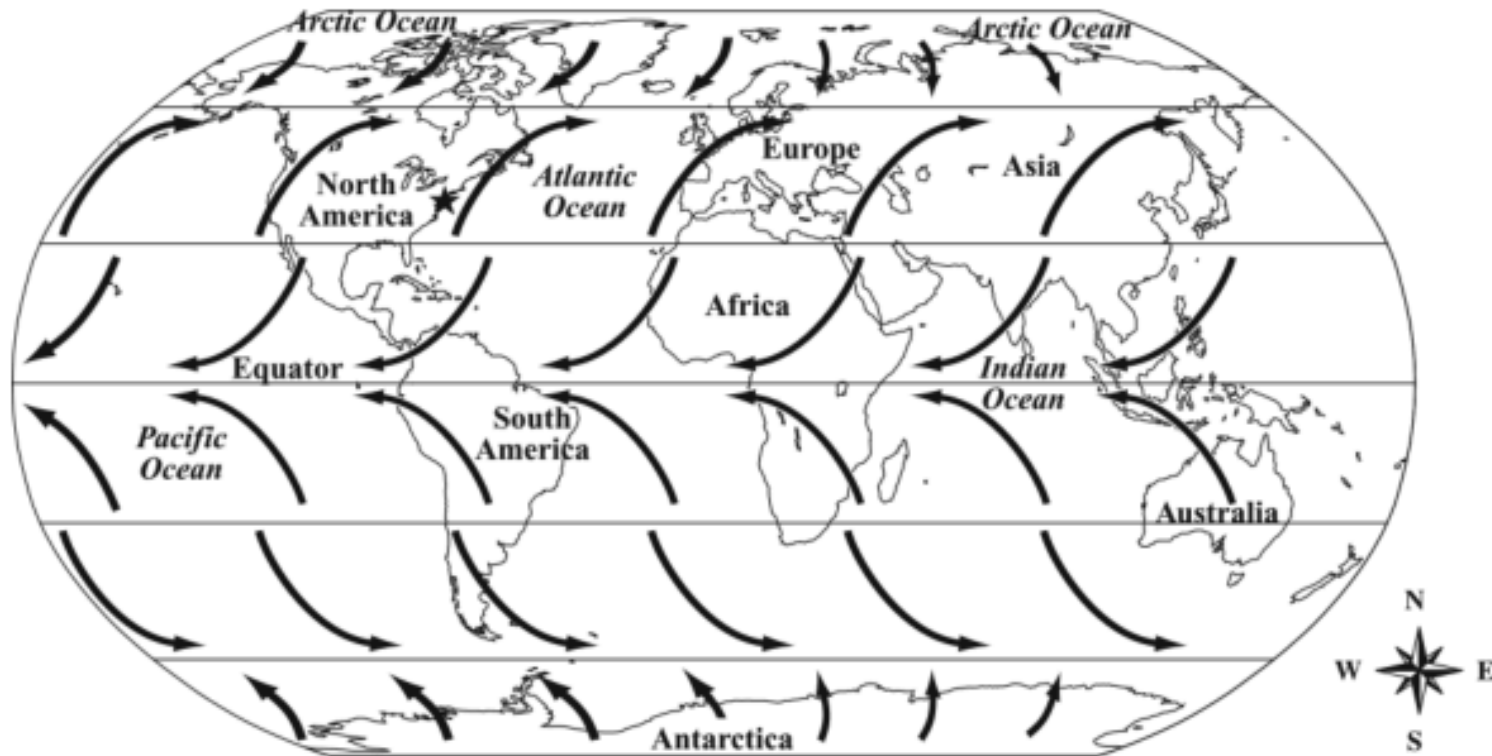 Arctic Ocean
Arctic Ocean
North
America
Atlantic
Ocean
Europe
Asia
Africa
Equator
Indian
Ocean
Pacific
Ocean
South
America
Australia
Antarctica
N
W
E
S